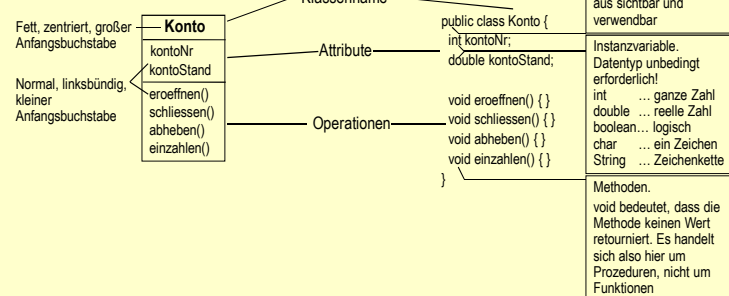 Klassenname
Fett, zentriert, großer
Anfangsbuchstabe
Normal, linksbündig,
kleiner
Anfangsbuchstabe
Konto
kontoNr
kontoStand
eroeffnen()
schliessen()
abheben()
einzahlen()
Attribute
Operationen
public class Konto {
int kontoNr;
double kontoStand;
void eroeffnen() { }
void schliessen() { }
void abheben() { }
void einzahlen() { }
}
aus sichtbar und
verwendbar
Instanzvariable.
Datentyp unbedingt
erforderlich!
int … ganze Zahl
double … reelle Zahl
boolean… logisch
char … ein Zeichen
String … Zeichenkette
Methoden.
void bedeutet, dass die
Methode keinen Wert
retourniert. Es handelt
sich also hier um
Prozeduren, nicht um
Funktionen